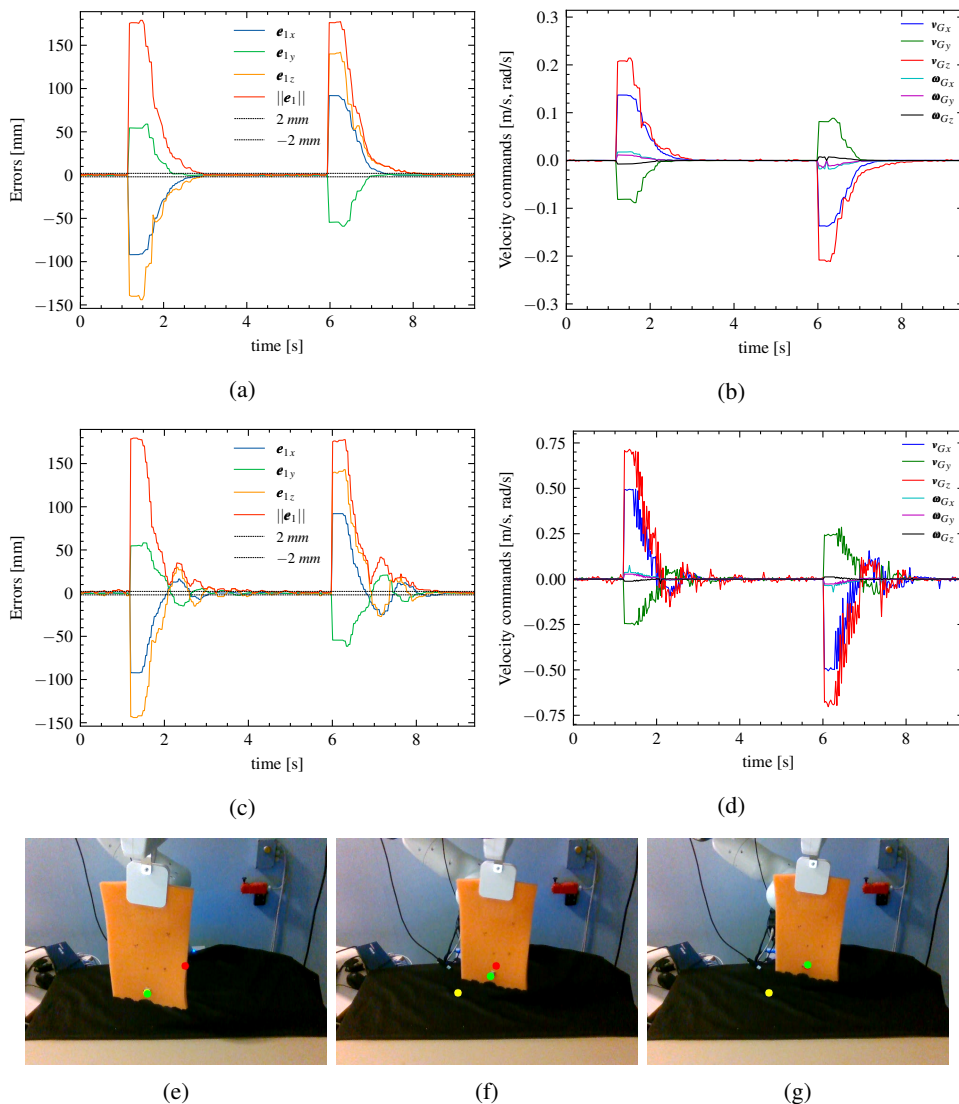 150
100
50
0
−50
−100
−150
Errors [mm]
0 2 4 6 8
time [s]
e1x
e1y
e1z
||e1||
2 mm
−2 mm
(a)
0.3
0.2
0.1
0.0
−0.1
−0.2
−0.3
Velocity commands [m/s, rad/s]
0 2 4 6 8
time [s]
vGx
vGy
vGz
ωGx
ωGy
ωGz
(b)
150
100
50
0
−50
−100
−150
Errors [mm]
0 2 4 6 8
time [s]
e1x
e1y
e1z
||e1||
2 mm
−2 mm
(c)
0.75
0.50
0.25
0.00
−0.25
−0.50
−0.75
Velocity commands [m/s, rad/s]
0 2 4 6 8
time [s]
vGx
vGy
vGz
ωGx
ωGy
ωGz
(d)
(e) (f) (g)